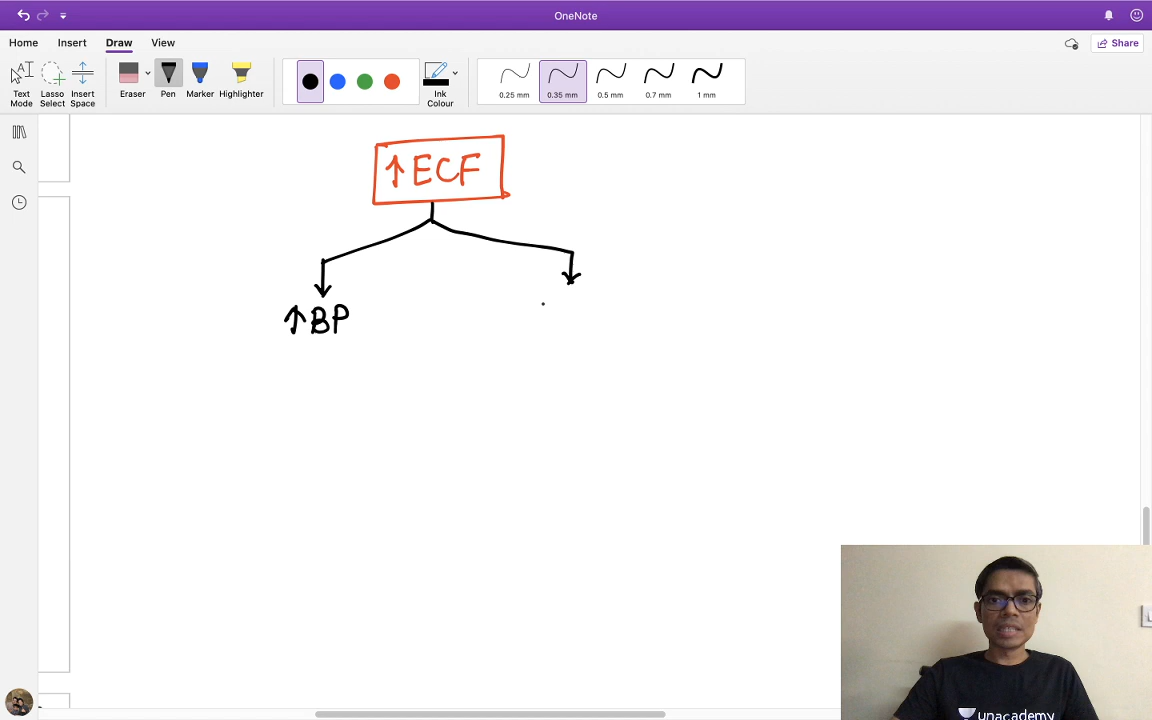 OneNote
Home Insert Draw View
Share
Text Mode
Lasso Select
Insert Space
Eraser
Pen
Marker
Highlighter
Ink Colour
0.25 mm
0.35 mm
0.5 mm
0.7 mm
1 mm
↑ECF
↑BP
unacademy